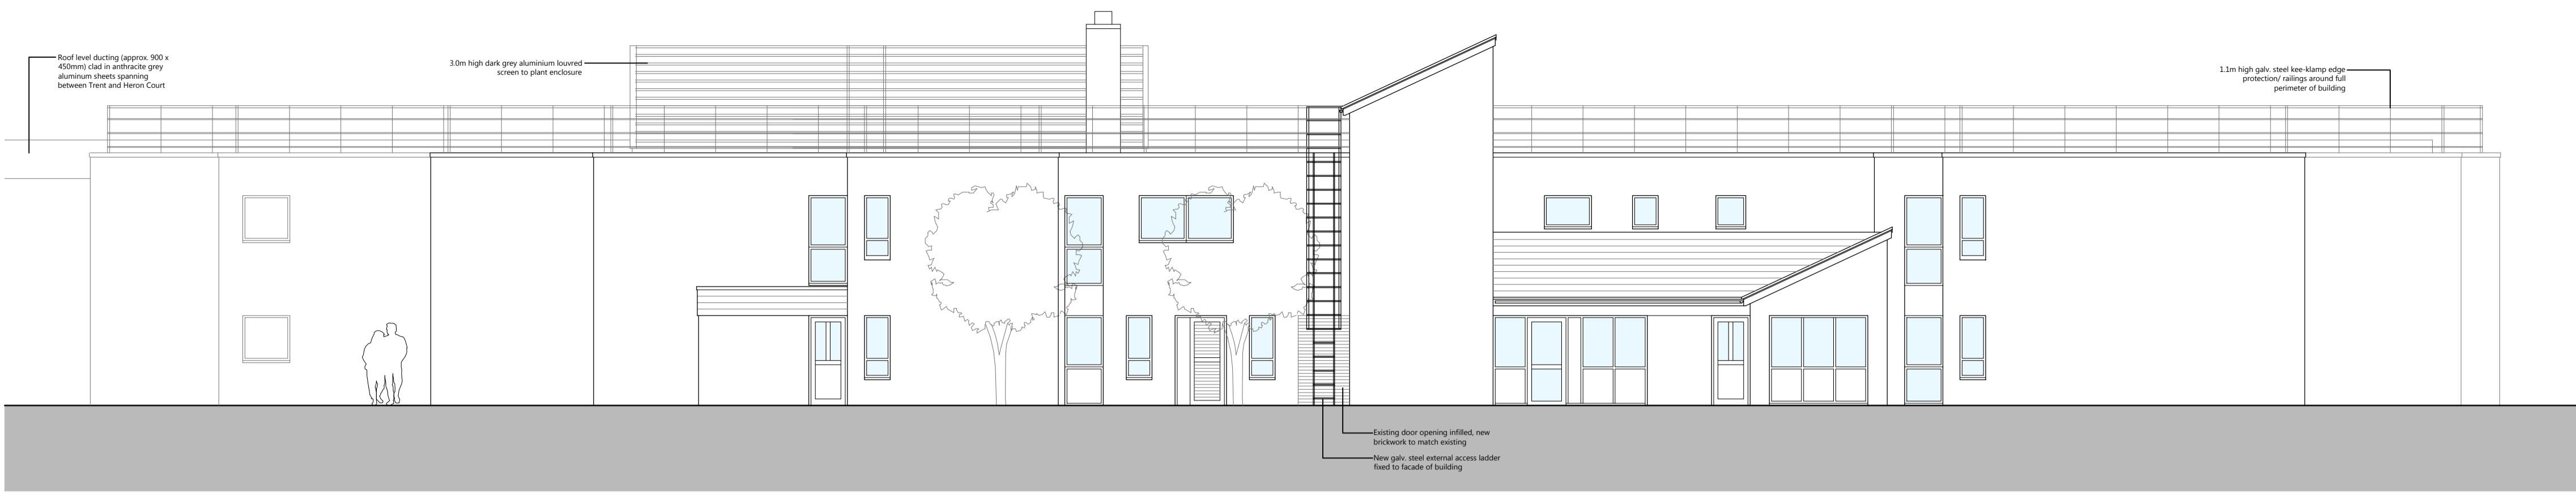 Roof level ducting (approx. 900 x
450mm) clad in anthracite grey
aluminum sheets spanning
between Trent and Heron Court
3.0m high dark grey aluminium louvred
screen to plant enclosure
1.1m high galv. steel kee-klamp edge
protection/ railings around full
perimeter of building
Existing door opening infilled, new
brickwork to match existing
New galv. steel external access ladder
fixed to facade of building